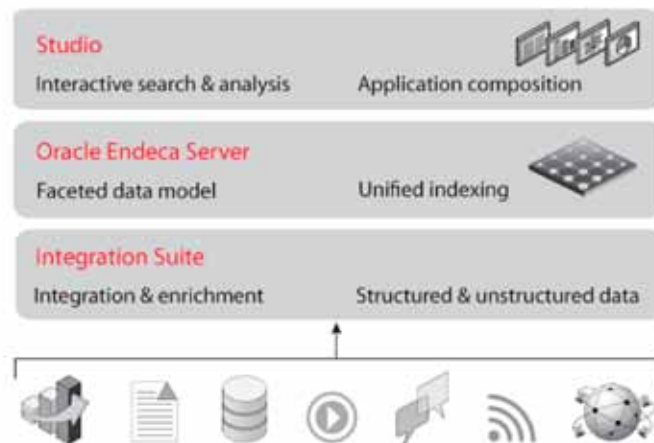 Studio
Interactive search & analysis Application composition
Oracle Endeca Server
Faceted data model Unified indexing
Integration Suite
Integration & enrichment Structured & unstructured data